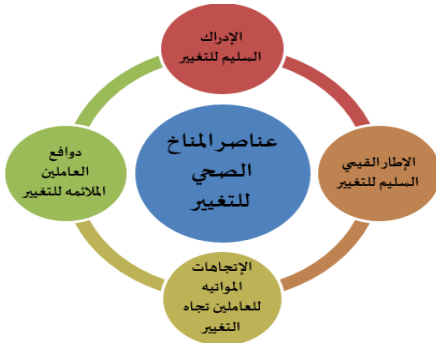 الإدراك
السليم للتغيير
عناصر المناخ
الصحي
للتغيير
الإطار القيمي
السليم للتغيير
الإتجاهات
المواتيه
للعاملين تجاه
التغيير
دوافع
العاملين
الملائمه للتغيير